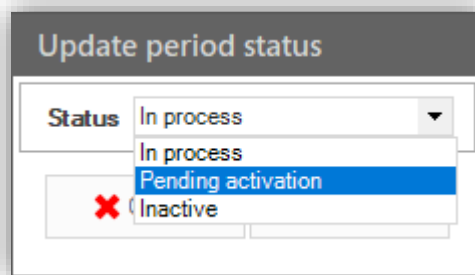 Update period status
Status In process
In process
Pending activation
Inactive